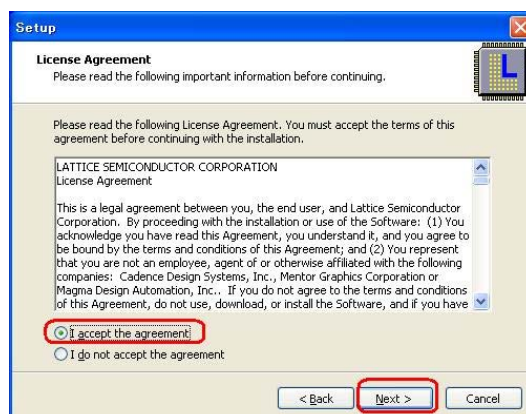 Setup
License Agreement
Please read the following important information before continuing.
L
Please read the following License Agreement. You must accept the terms of this
agreement before continuing with the installation.
LATTICE SEMICONDUCTOR CORPORATION
License Agreement
This is a legal agreement between you, the end user, and Lattice Semiconductor
Corporation. By proceeding with the installation or use of the Software: (1) You
acknowledge you have read this Agreement, you understand it, and you agree to
be bound by the terms and conditions of this Agreement; and (2) You represent
that you are not an employee, agent of or otherwise affiliated with the following
companies: Cadence Design Systems, Inc., Mentor Graphics Corporation or
Magma Design Automation, Inc.. If you do not agree to the terms and conditions
of this Agreement, do not use, download, or install the Software, and if you have
I accept the agreement
I do not accept the agreement
< Back
Next >
Cancel